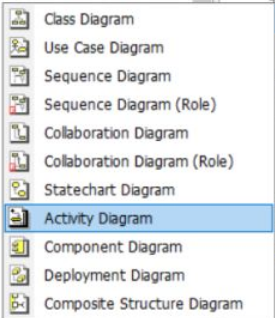 Class Diagram
Use Case Diagram
Sequence Diagram
Sequence Diagram (Role)
Collaboration Diagram
Collaboration Diagram (Role)
Statechart Diagram
Activity Diagram
Component Diagram
Deployment Diagram
Composite Structure Diagram